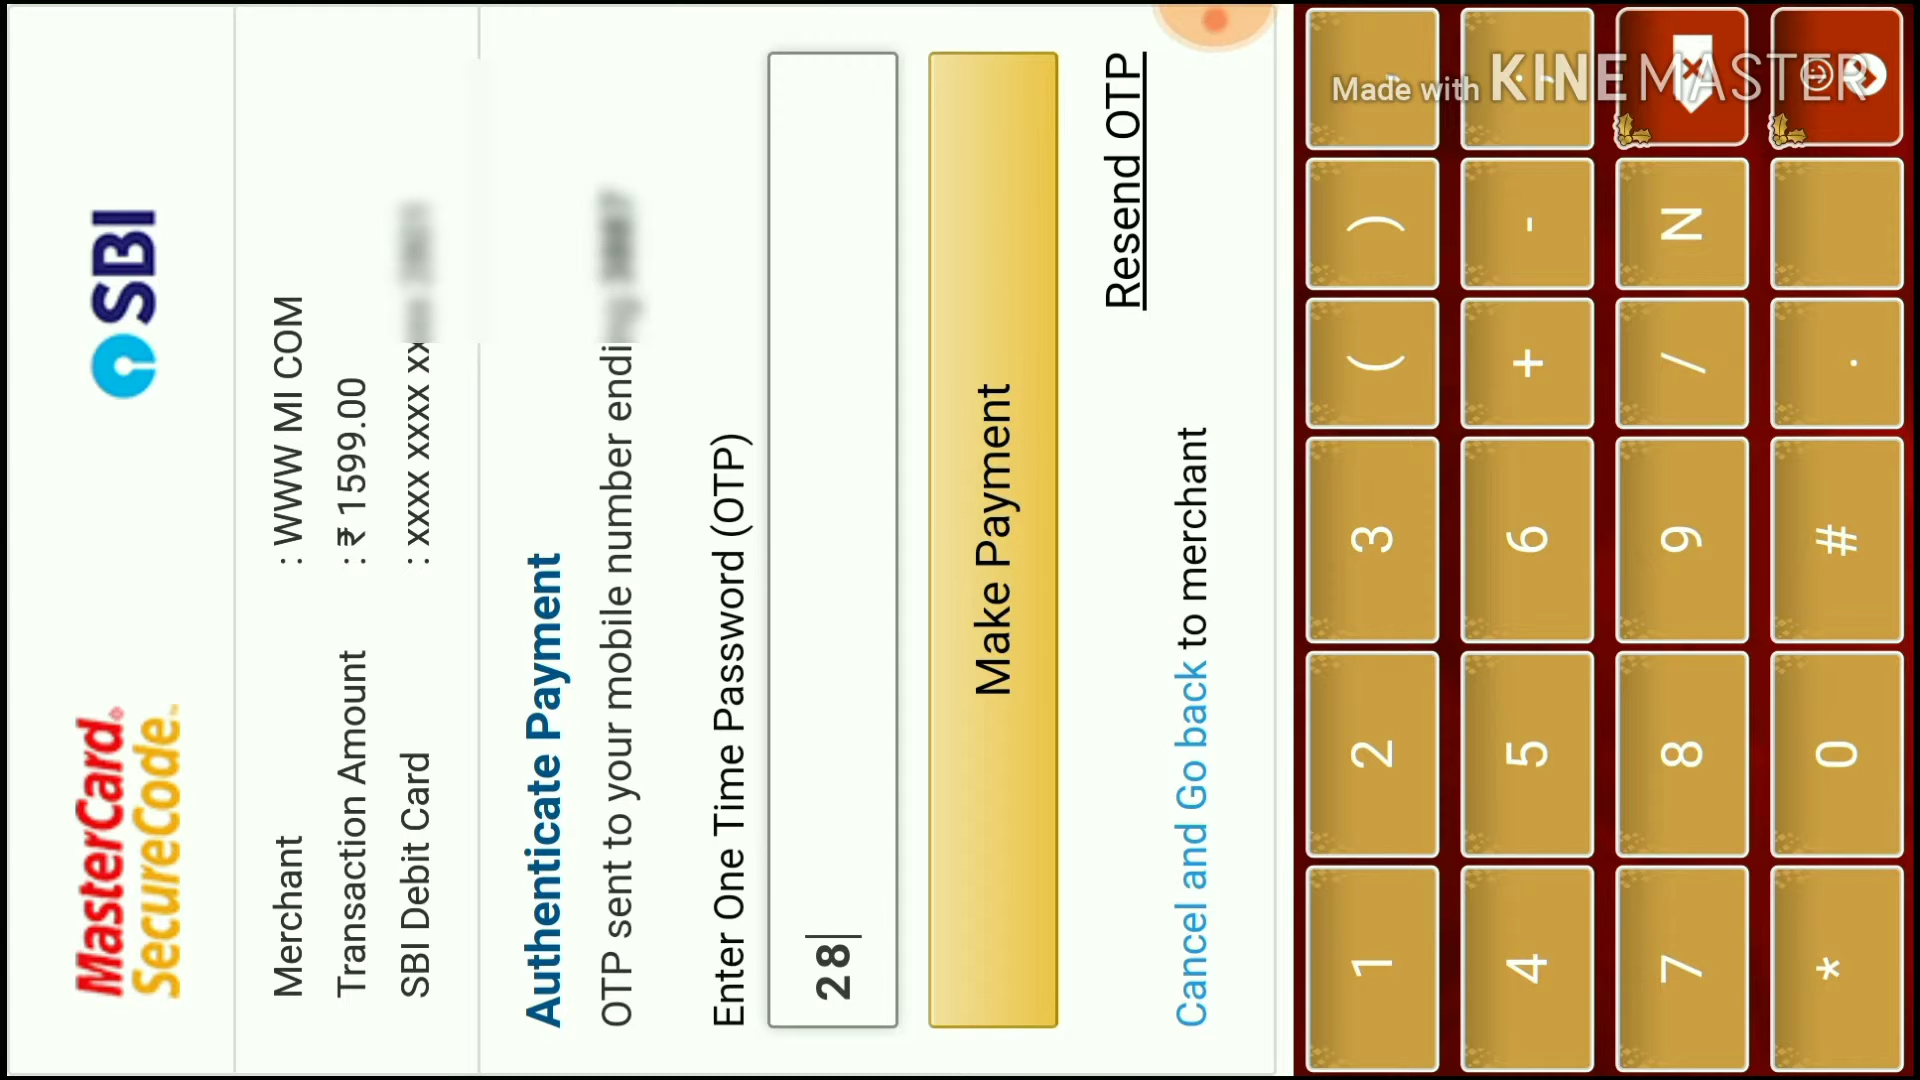 MasterCard® SBI
SecureCode™
Merchant : WWW MI COM
Transaction Amount : ₹ 1599.00
SBI Debit Card : xxxx xxxx xx
Authenticate Payment
OTP sent to your mobile number
Enter One Time Password (OTP)
28
Make Payment
Resend OTP
Cancel and Go back to merchant
1 2 3 ( ) ,
4 5 6 + - ;
7 8 9 / N
* 0 # .
Made with KINEMASTER